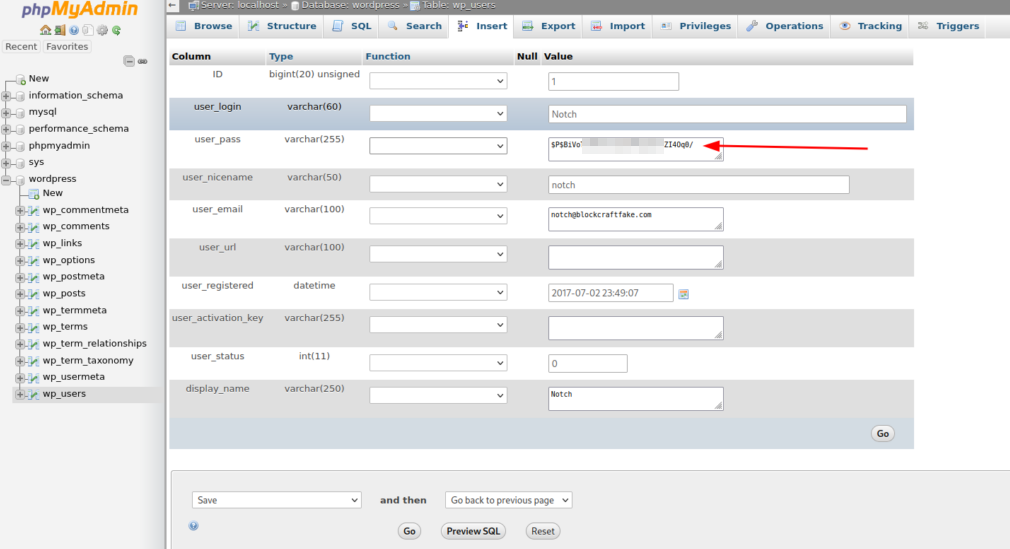 phpMyAdmin
Server: localhost » Database: wordpress » Table: wp_users
Browse Structure SQL Search Insert Export Import Privileges Operations Tracking Triggers
Recent Favorites
New
information_schema
mysql
performance_schema
phpmyadmin
sys
wordpress
New
wp_commentmeta
wp_comments
wp_links
wp_options
wp_postmeta
wp_posts
wp_termmeta
wp_terms
wp_term_relationships
wp_term_taxonomy
wp_usermeta
wp_users
Column Type Function Null Value
ID bigint(20) unsigned 1
user_login varchar(60) Notch
user_pass varchar(255) $P$BiVo ZI4Oq0/
user_nicename varchar(50) notch
user_email varchar(100) notch@blockcraftfake.com
user_url varchar(100)
user_registered datetime 2017-07-02 23:49:07
user_activation_key varchar(255)
user_status int(11) 0
display_name varchar(250) Notch
Go
Save and then Go back to previous page
Go Preview SQL Reset